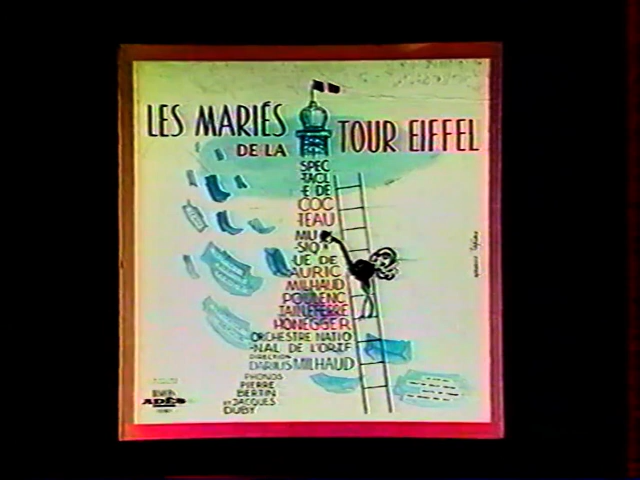 LES MARIÉS
DE LA
TOUR EIFFEL
SPEC
TACL
E DE
COC
TEAU
MU
SIQ
UE DE
AURIC
MILHAUD
POULENC
TAILLEFERRE
HONEGGER
ORCHESTRE NATIO
-NAL DE L'ORTF
DIRECTION
DARIUS MILHAUD
PHONOS
PIERRE
BERTIN
ET JACQUES
DUBY
ADÈS